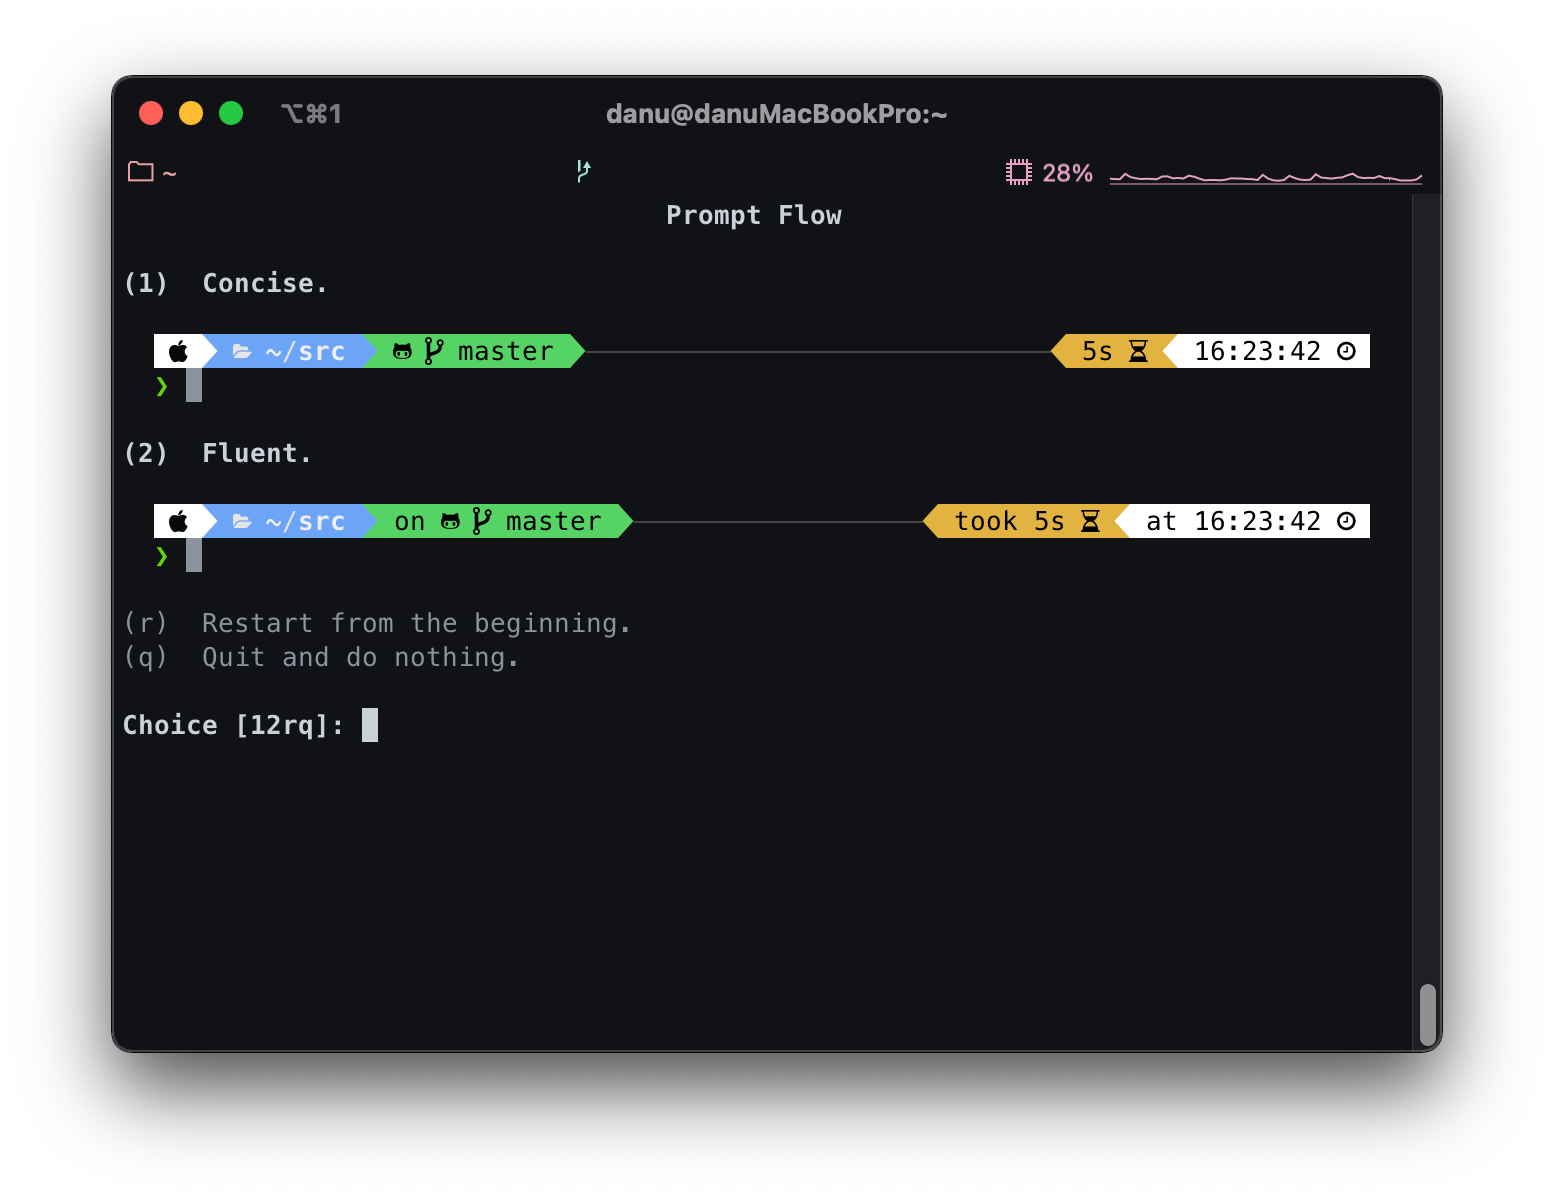 ⌥⌘1 danu@danuMacBookPro:~
~ 28%
Prompt Flow
(1) Concise.
~/src master 5s 16:23:42
❯
(2) Fluent.
~/src on master took 5s at 16:23:42
❯
(r) Restart from the beginning.
(q) Quit and do nothing.
Choice [12rq]: